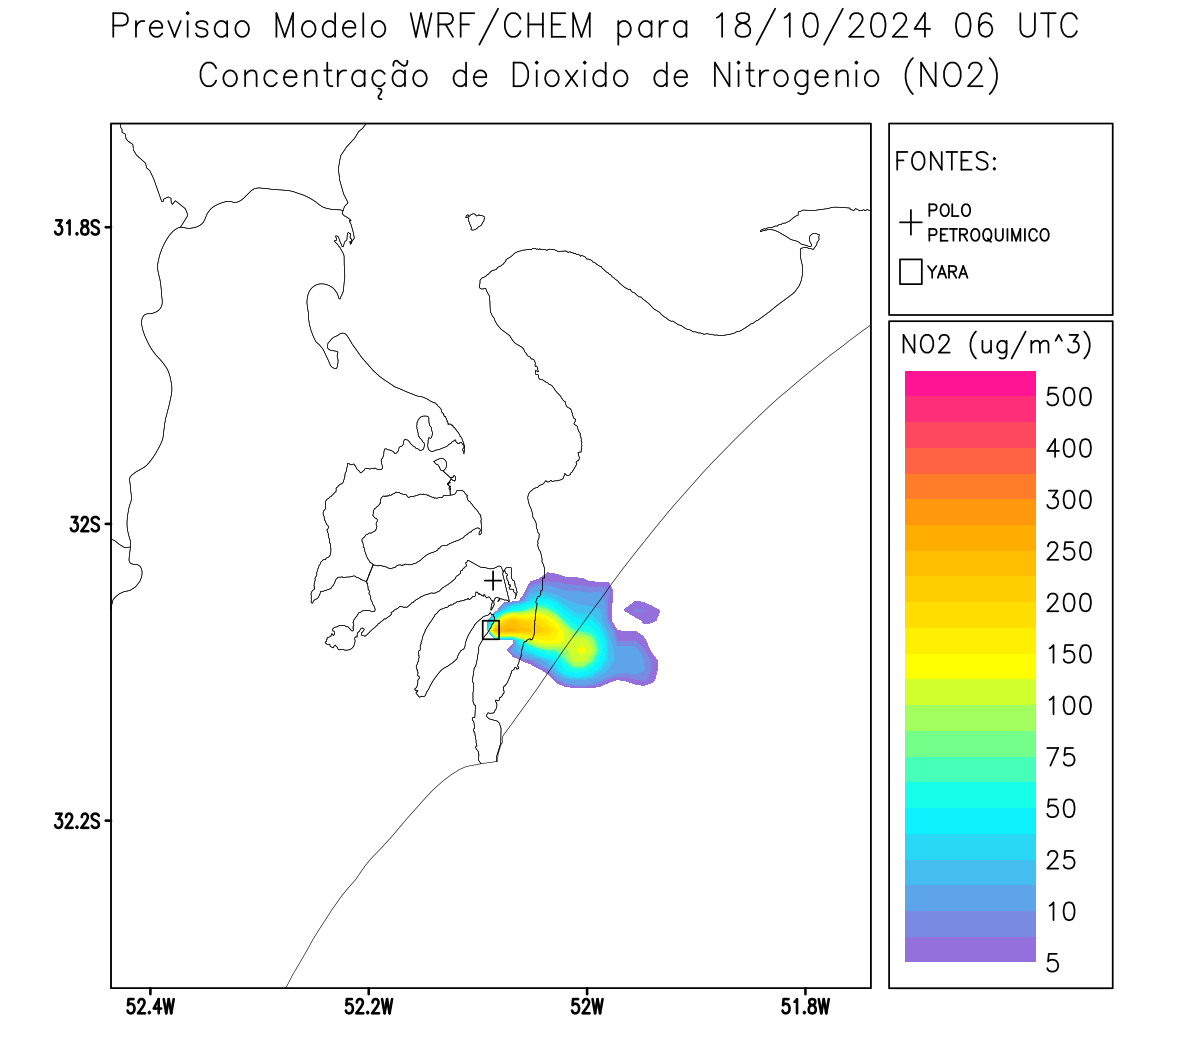 Previsao Modelo WRF/CHEM para 18/10/2024 06 UTC
Concentração de Dioxido de Nitrogenio (NO2)
FONTES:
POLO
PETROQUIMICO
YARA
NO2 (ug/m^3)
500
400
300
250
200
150
100
75
50
25
10
5
31.8S
32S
32.2S
52.4W
52.2W
52W
51.8W